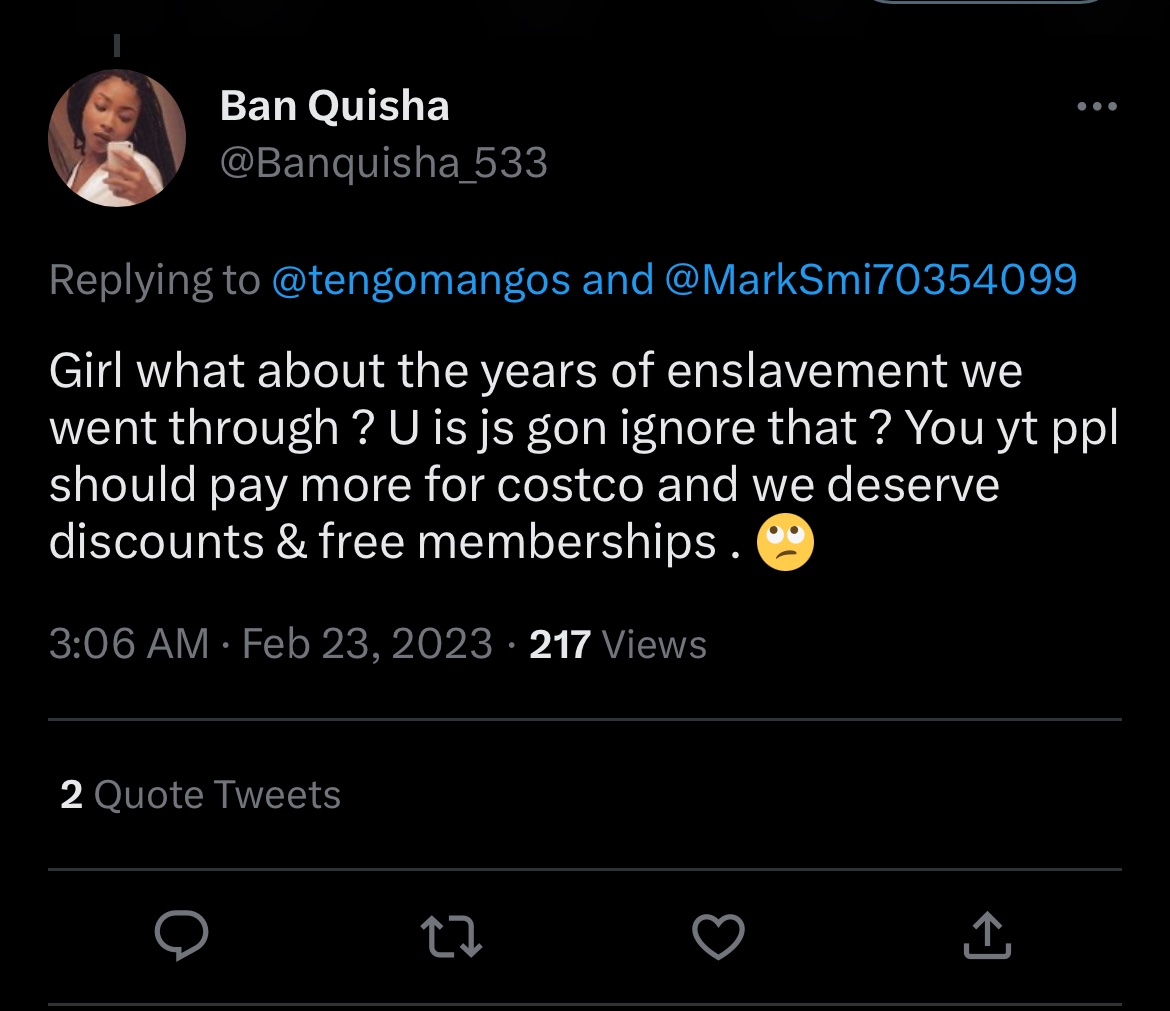 Ban Quisha
@Banquisha_533
Replying to @tengomangos and @MarkSmi70354099
Girl what about the years of enslavement we
went through ? U is js gon ignore that ? You yt ppl
should pay more for costco and we deserve
discounts & free memberships . 🙄
3:06 AM · Feb 23, 2023 · 217 Views
2 Quote Tweets